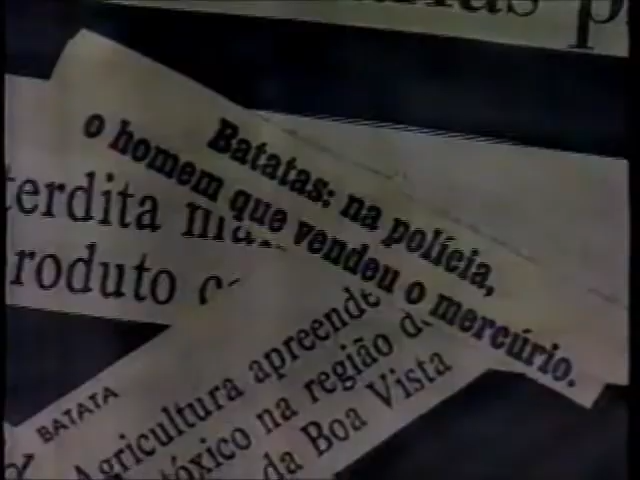 Batatas: na polícia,
o homem que vendeu o mercúrio.
terdita
roduto
BATATA
Agricultura apreende
tóxico na região
da Boa Vista